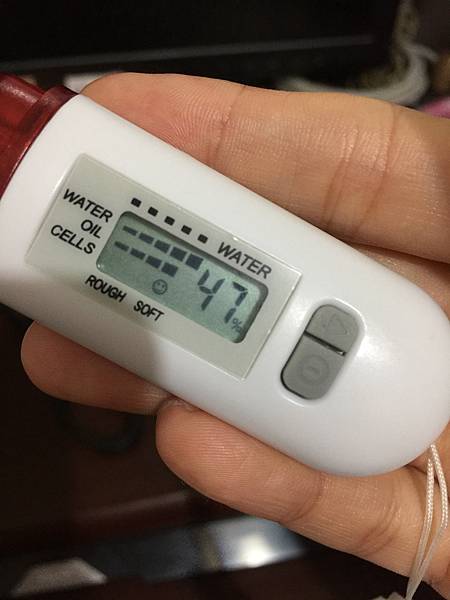 WATER
OIL
CELLS
WATER
47%
ROUGH SOFT